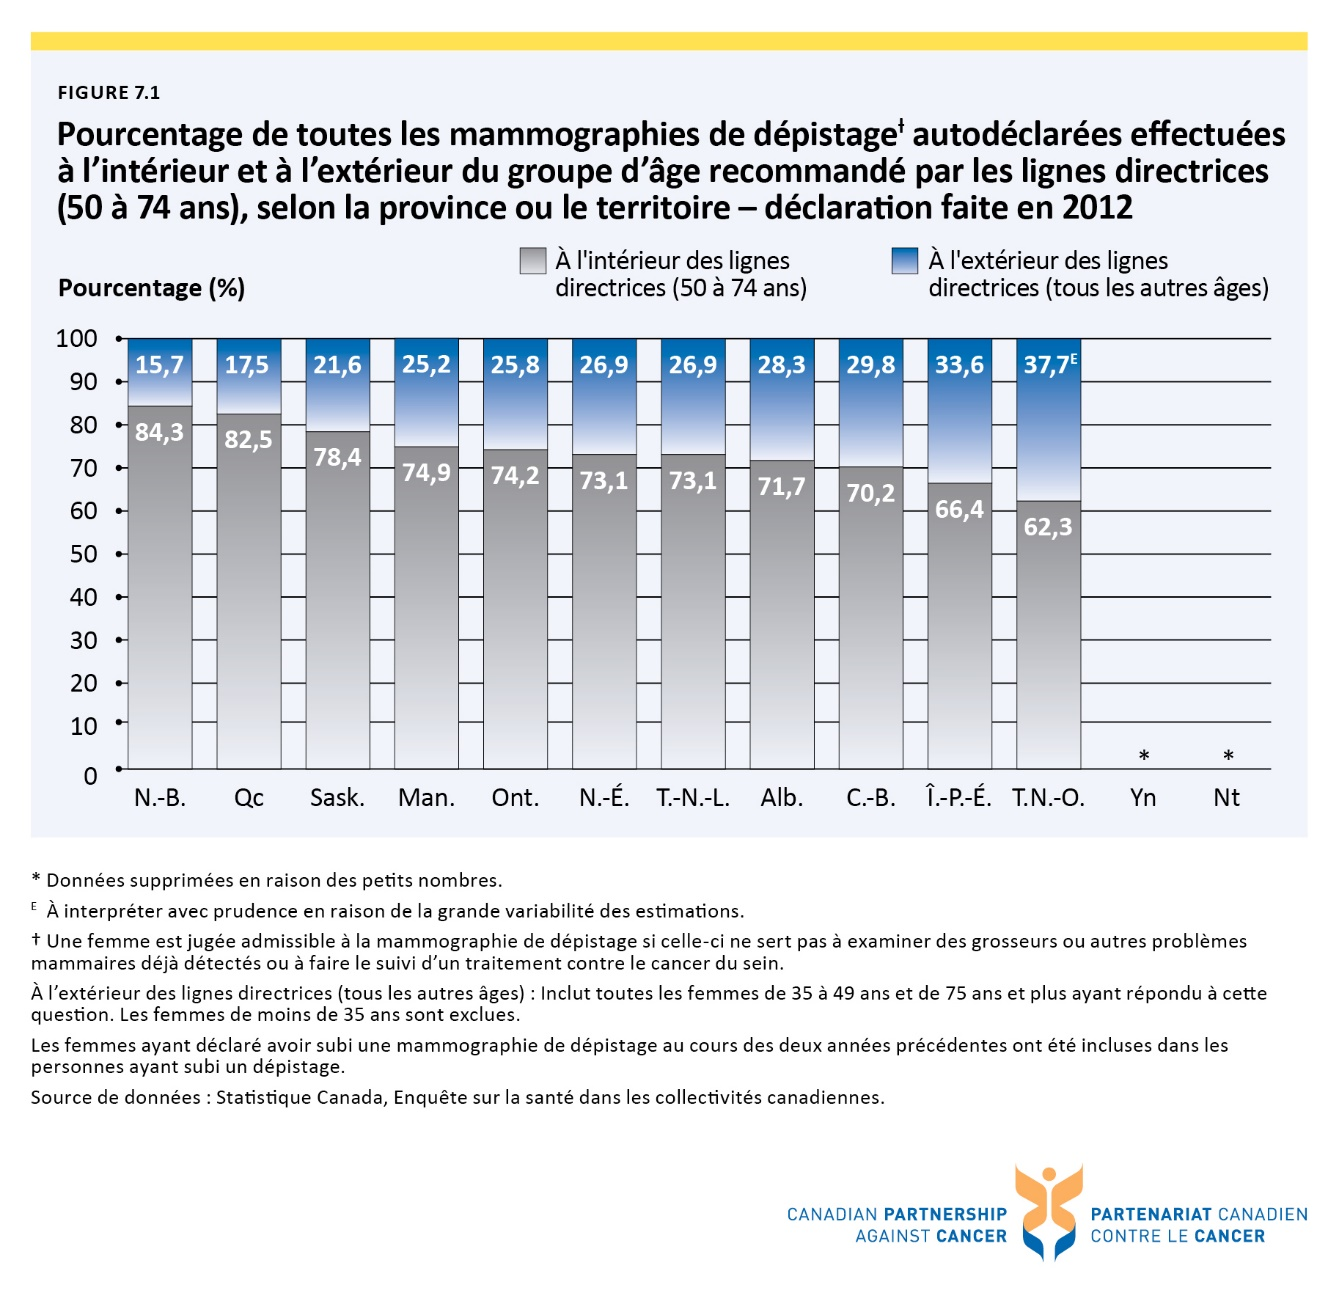 FIGURE 7.1
Pourcentage de toutes les mammographies de dépistage† autodéclarées effectuées
à l’intérieur et à l’extérieur du groupe d’âge recommandé par les lignes directrices
(50 à 74 ans), selon la province ou le territoire – déclaration faite en 2012
À l'intérieur des lignes
directrices (50 à 74 ans)
À l'extérieur des lignes
directrices (tous les autres âges)
Pourcentage (%)
100
90
80
70
60
50
40
30
20
10
0
15,7 17,5 21,6 25,2 25,8 26,9 26,9 28,3 29,8 33,6 37,7E
84,3 82,5 78,4 74,9 74,2 73,1 73,1 71,7 70,2 66,4 62,3
* *
N.-B. Qc Sask. Man. Ont. N.-É. T.-N.-L. Alb. C.-B. Î.-P.-É. T.N.-O. Yn Nt
* Données supprimées en raison des petits nombres.
E À interpréter avec prudence en raison de la grande variabilité des estimations.
† Une femme est jugée admissible à la mammographie de dépistage si celle-ci ne sert pas à examiner des grosseurs ou autres problèmes
mammaires déjà détectés ou à faire le suivi d’un traitement contre le cancer du sein.
À l’extérieur des lignes directrices (tous les autres âges) : Inclut toutes les femmes de 35 à 49 ans et de 75 ans et plus ayant répondu à cette
question. Les femmes de moins de 35 ans sont exclues.
Les femmes ayant déclaré avoir subi une mammographie de dépistage au cours des deux années précédentes ont été incluses dans les
personnes ayant subi un dépistage.
Source de données : Statistique Canada, Enquête sur la santé dans les collectivités canadiennes.
CANADIAN PARTNERSHIP
AGAINST CANCER
PARTENARIAT CANADIEN
CONTRE LE CANCER